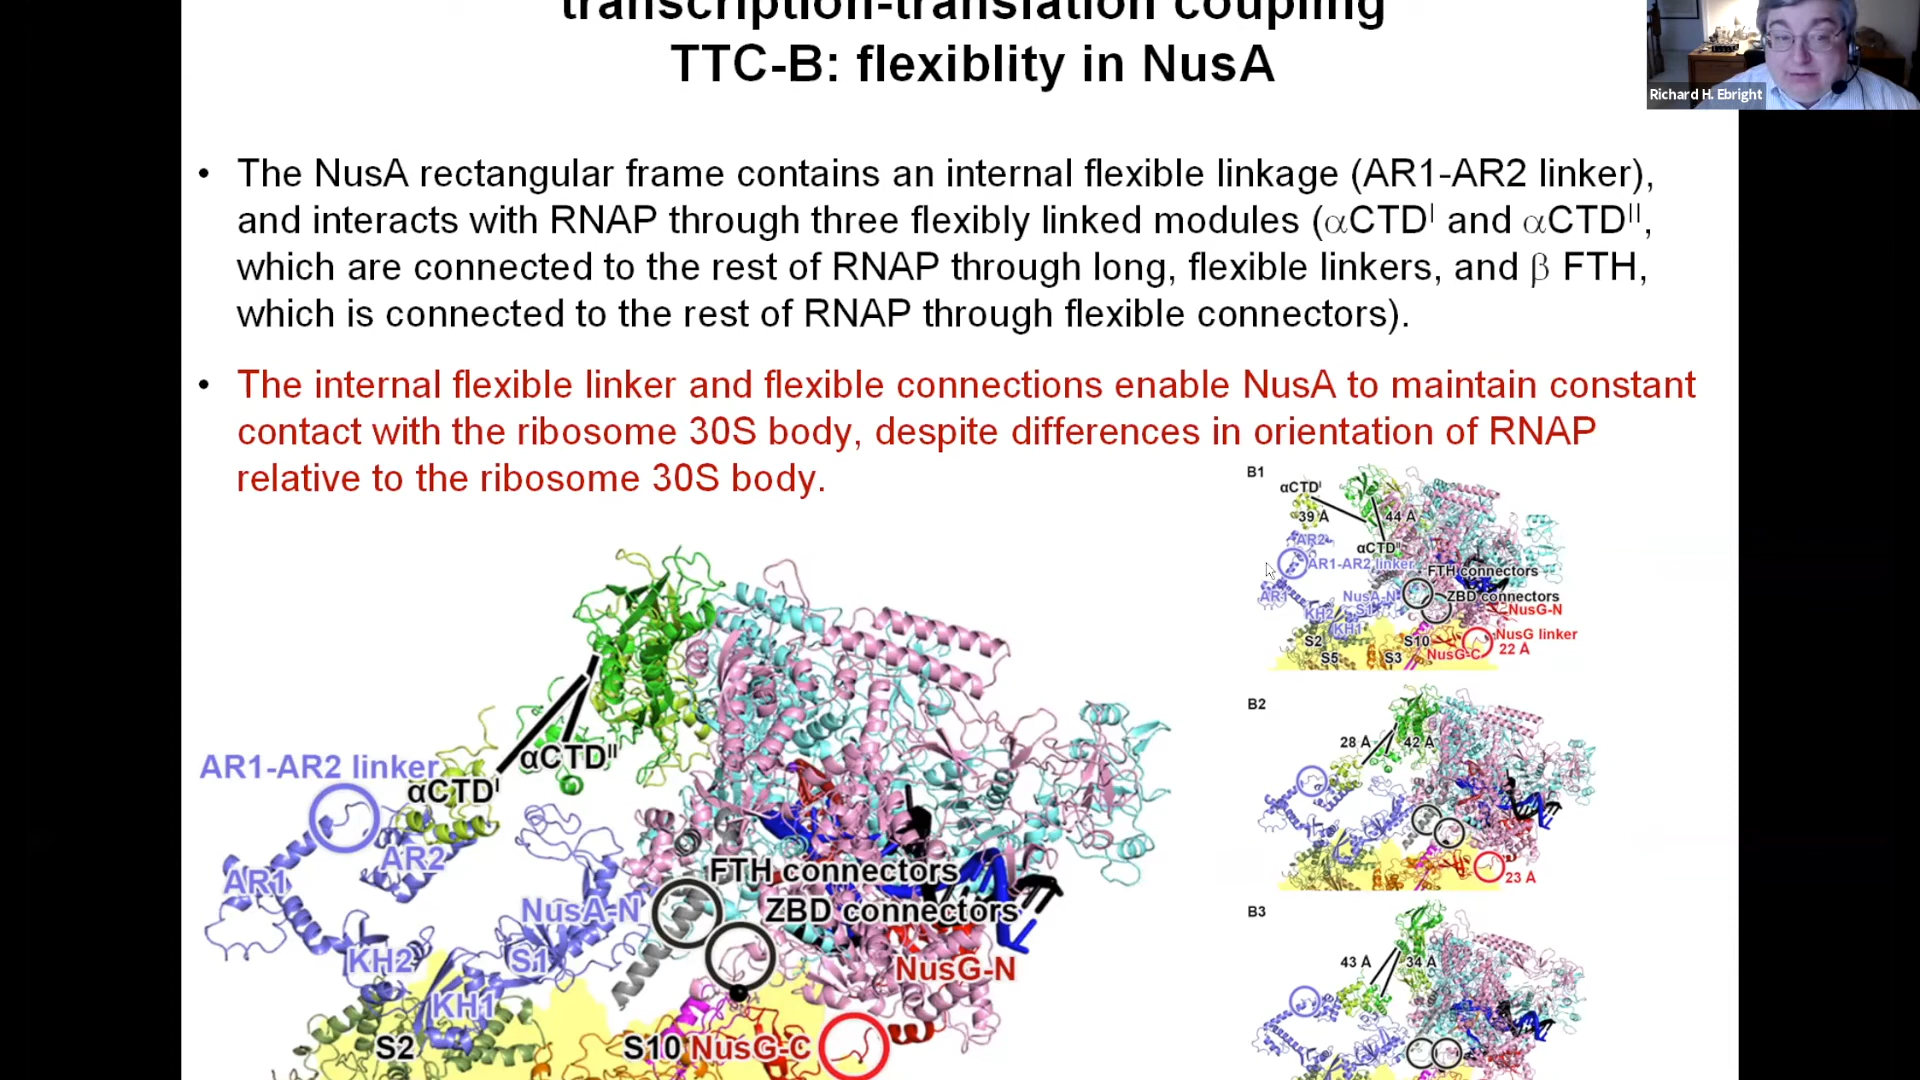 transcription-translation coupling
TTC-B: flexiblity in NusA
Richard H. Ebright
• The NusA rectangular frame contains an internal flexible linkage (AR1-AR2 linker),
and interacts with RNAP through three flexibly linked modules (αCTDᴵ and αCTDᴵᴵ,
which are connected to the rest of RNAP through long, flexible linkers, and β FTH,
which is connected to the rest of RNAP through flexible connectors).
• The internal flexible linker and flexible connections enable NusA to maintain constant
contact with the ribosome 30S body, despite differences in orientation of RNAP
relative to the ribosome 30S body.
AR1-AR2 linker
αCTDᴵ
αCTDᴵᴵ
AR2
AR1
FTH connectors
NusA-N
ZBD connectors
KH2
S1
NusG-N
KH1
S2
S10
NusG-C
B1
αCTDᴵ
39 Å
44 Å
AR2
αCTDᴵᴵ
AR1-AR2 linker
FTH connectors
AR1
NusA-N
ZBD connectors
S1
NusG-N
KH2
KH1
S2
S10
NusG linker
22 Å
S5
S3
NusG-C
B2
28 Å
42 Å
23 Å
B3
43 Å
34 Å